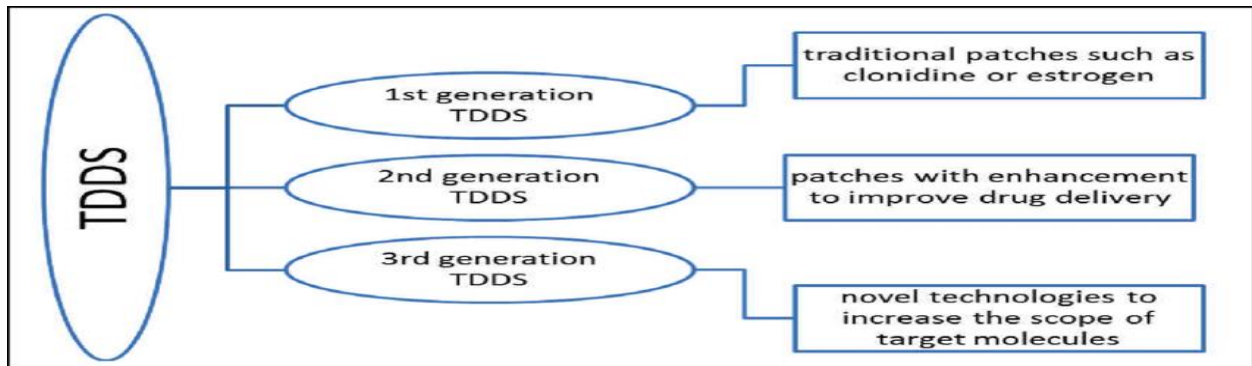 TDDS
1st generation
TDDS
traditional patches such as
clonidine or estrogen
2nd generation
TDDS
patches with enhancement
to improve drug delivery
3rd generation
TDDS
novel technologies to
increase the scope of
target molecules